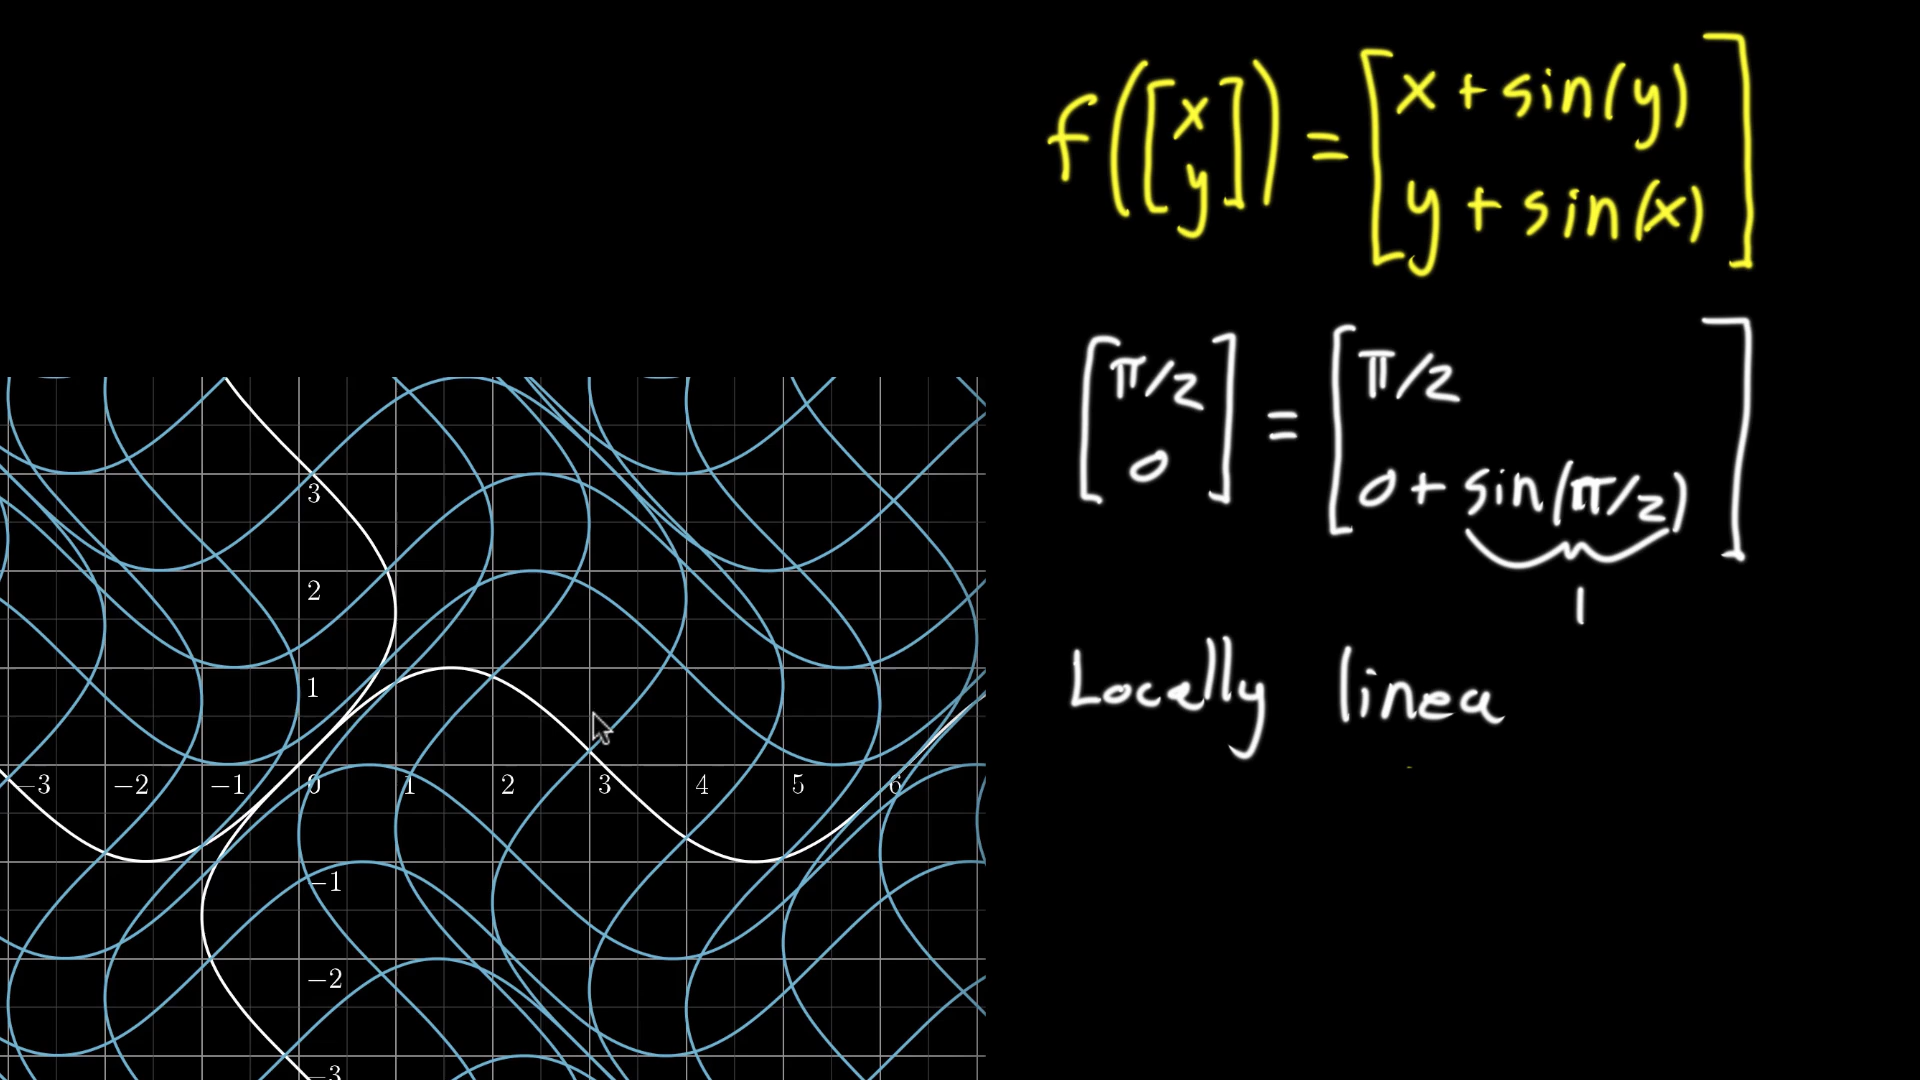 f([x y]) = [x + sin(y) y + sin(x)]
[π/2 0] = [π/2 0 + sin(π/2)]
1
Locally linea
3
2
1
−3 −2 −1 0 1 2 3 4 5 6
−1
−2
−3